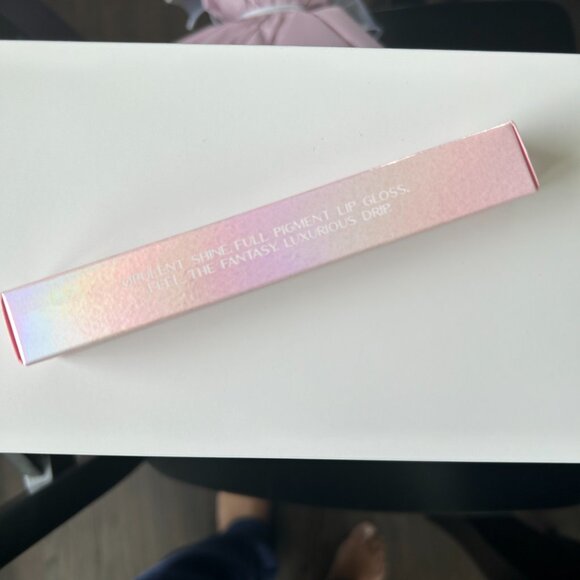 OPULENT SHINE. FULL PIGMENT LIP GLOSS.
FEEL THE FANTASY. LUXURIOUS DRIP.